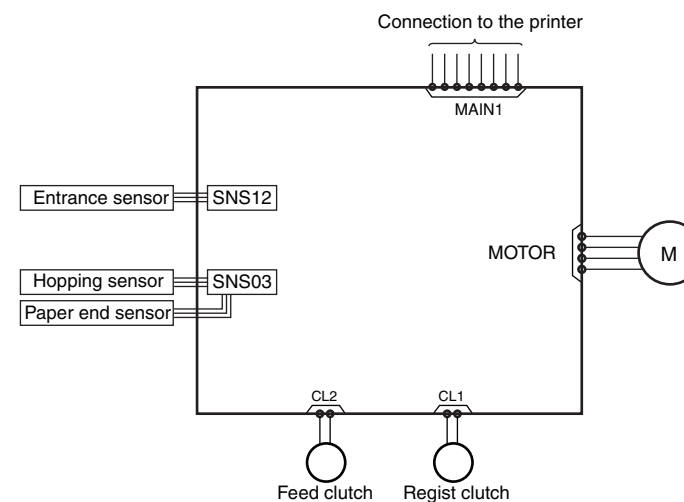 Connection to the printer
MAIN1
Entrance sensor
SNS12
MOTOR
M
Hopping sensor
SNS03
Paper end sensor
CL2
CL1
Feed clutch
Regist clutch